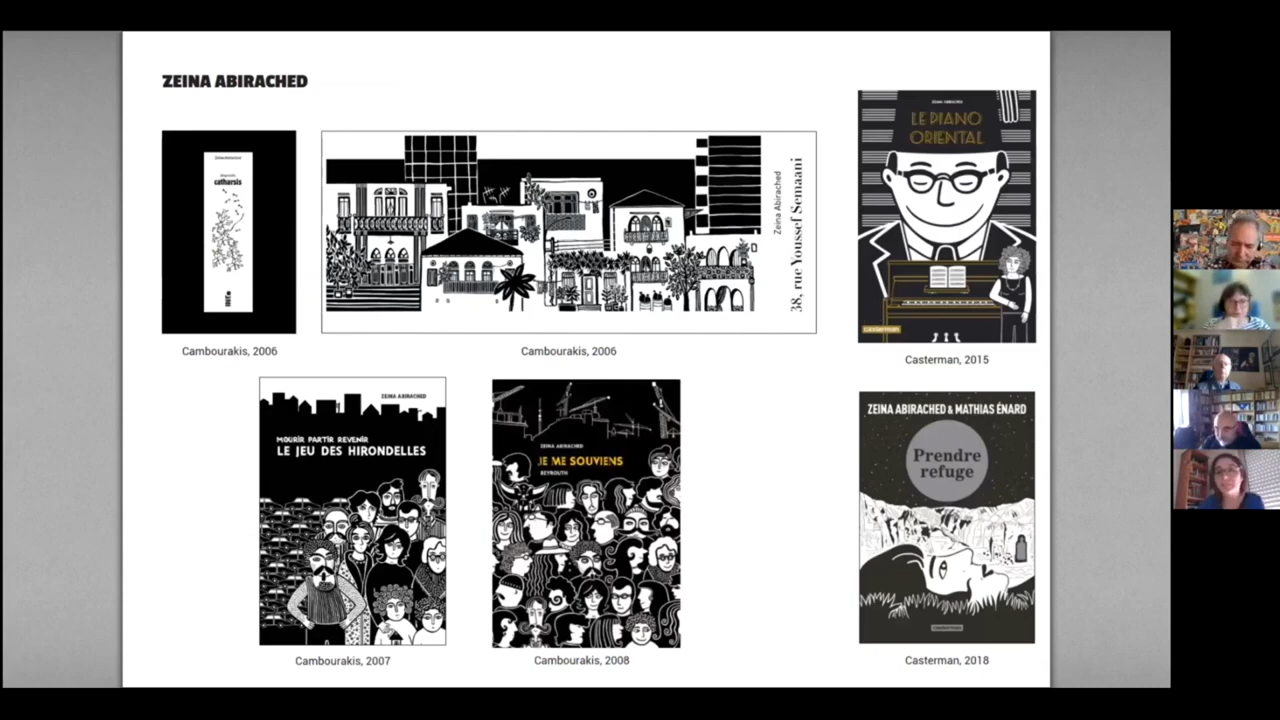 ZEINA ABIRACHED
catharsis
Cambourakis, 2006
Zeina Abirached
38, rue Youssef Semaani
Cambourakis, 2006
ZEINA ABIRACHED
LE PIANO
ORIENTAL
casterman
Casterman, 2015
ZEINA ABIRACHED
MOURIR PARTIR REVENIR
LE JEU DES HIRONDELLES
Cambourakis, 2007
ZEINA ABIRACHED
JE ME SOUVIENS
BEYROUTH
Cambourakis, 2008
ZEINA ABIRACHED & MATHIAS ÉNARD
Prendre
refuge
Casterman, 2018